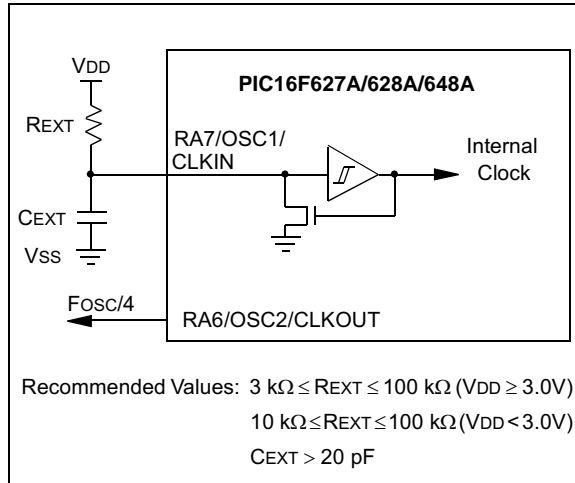 VDD
PIC16F627A/628A/648A
REXT
RA7/OSC1/
CLKIN
Internal
Clock
CEXT
VSS
FOSC/4
RA6/OSC2/CLKOUT
Recommended Values: 3 kΩ ≤ REXT ≤ 100 kΩ (VDD ≥ 3.0V)
10 kΩ ≤ REXT ≤ 100 kΩ (VDD < 3.0V)
CEXT > 20 pF